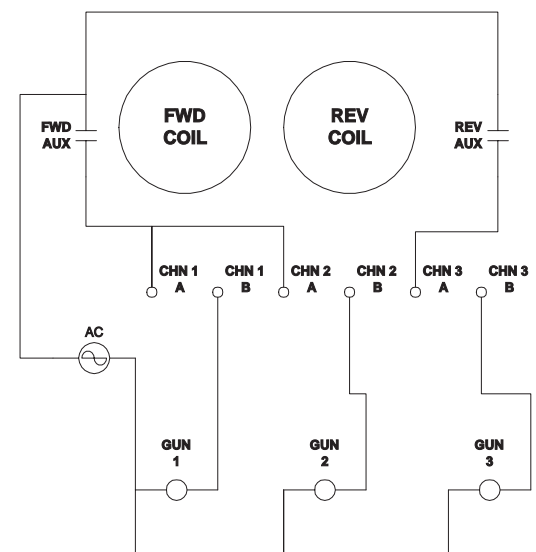 FWD
COIL
REV
COIL
FWD
AUX
REV
AUX
CHN 1
A
CHN 1
B
CHN 2
A
CHN 2
B
CHN 3
A
CHN 3
B
AC
GUN
1
GUN
2
GUN
3